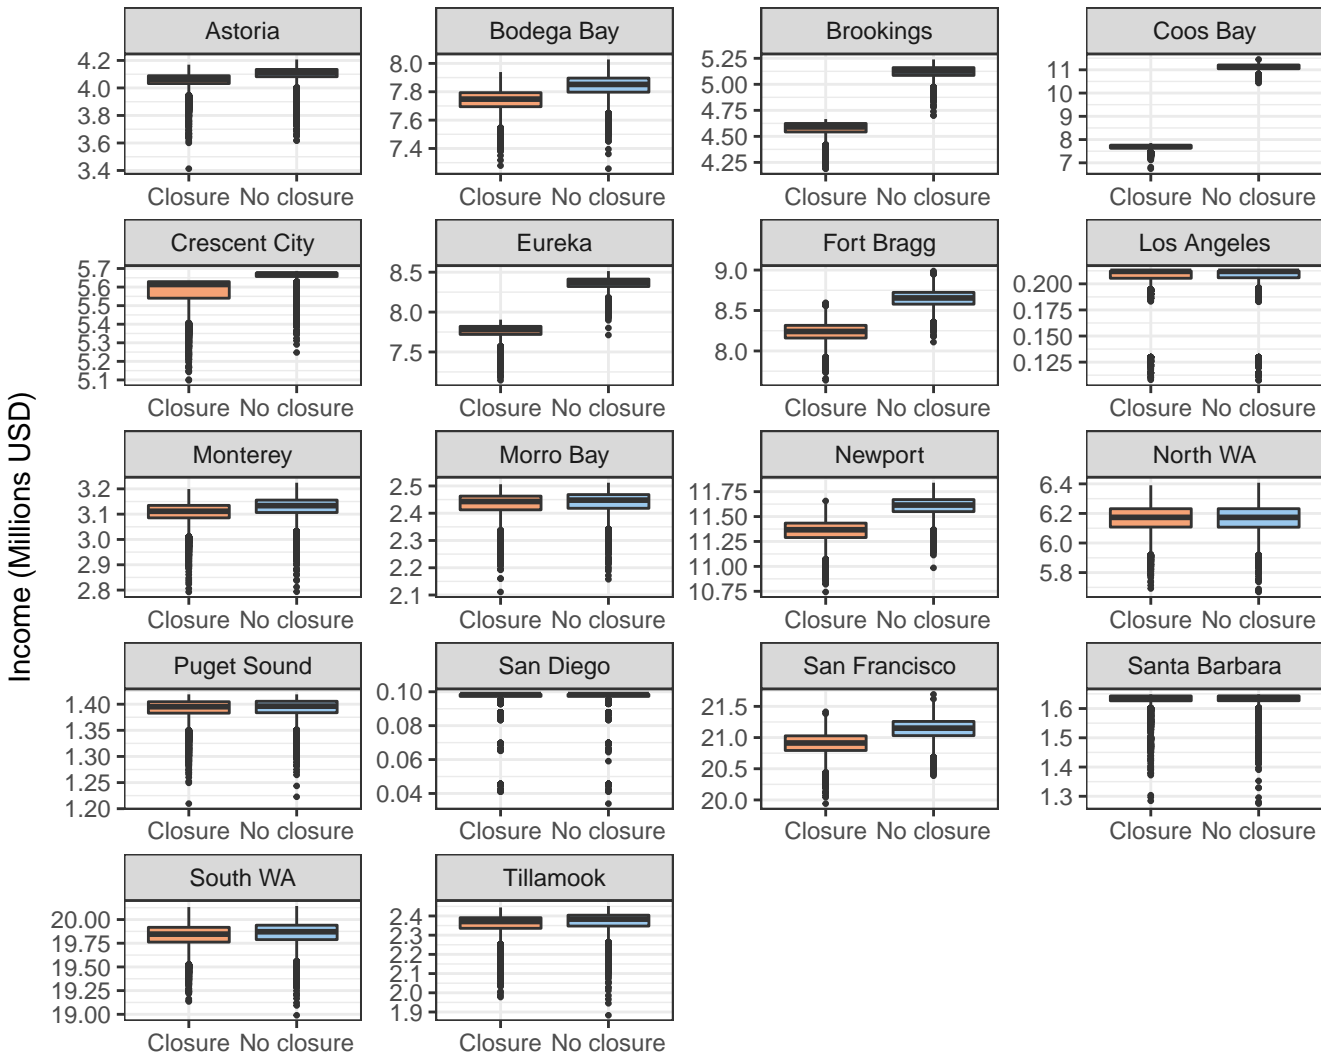 Income (Millions USD)
Astoria
4.2
4.0
3.8
3.6
3.4
Closure No closure
Bodega Bay
8.0
7.8
7.6
7.4
Closure No closure
Brookings
5.25
5.00
4.75
4.50
4.25
Closure No closure
Coos Bay
11
10
9
8
7
Closure No closure
Crescent City
5.7
5.6
5.5
5.4
5.3
5.2
5.1
Closure No closure
Eureka
8.5
8.0
7.5
Closure No closure
Fort Bragg
9.0
8.5
8.0
Closure No closure
Los Angeles
0.200
0.175
0.150
0.125
Closure No closure
Monterey
3.2
3.1
3.0
2.9
2.8
Closure No closure
Morro Bay
2.5
2.4
2.3
2.2
2.1
Closure No closure
Newport
11.75
11.50
11.25
11.00
10.75
Closure No closure
North WA
6.4
6.2
6.0
5.8
Closure No closure
Puget Sound
1.40
1.35
1.30
1.25
1.20
Closure No closure
San Diego
0.10
0.08
0.06
0.04
Closure No closure
San Francisco
21.5
21.0
20.5
20.0
Closure No closure
Santa Barbara
1.6
1.5
1.4
1.3
Closure No closure
South WA
20.00
19.75
19.50
19.25
19.00
Closure No closure
Tillamook
2.4
2.3
2.2
2.1
2.0
1.9
Closure No closure